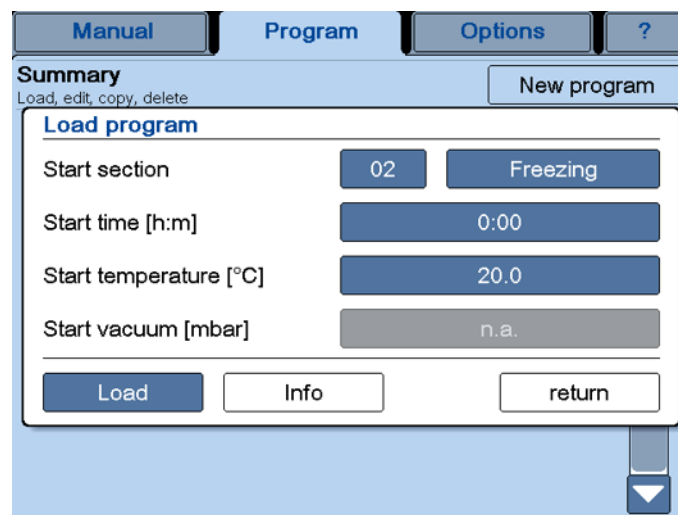 Manual Program Options ?
Summary
Load, edit, copy, delete
New program
Load program
Start section 02 Freezing
Start time [h:m] 0:00
Start temperature [°C] 20.0
Start vacuum [mbar] n.a.
Load Info return